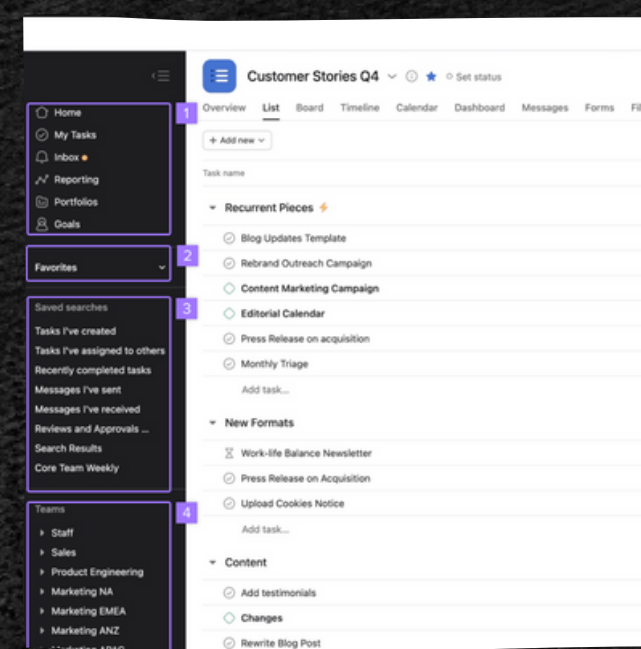 Customer Stories Q4
Set status
Overview List Board Timeline Calendar Dashboard Messages Forms
+ Add new
Task name
1
Home
My Tasks
Inbox
Reporting
Portfolios
Goals
2
Favorites
3
Saved searches
Tasks I've created
Tasks I've assigned to others
Recently completed tasks
Messages I've sent
Messages I've received
Reviews and Approvals ...
Search Results
Core Team Weekly
4
Teams
Staff
Sales
Product Engineering
Marketing NA
Marketing EMEA
Marketing ANZ
Recurrent Pieces
Blog Updates Template
Rebrand Outreach Campaign
Content Marketing Campaign
Editorial Calendar
Press Release on acquisition
Monthly Triage
Add task...
New Formats
Work-life Balance Newsletter
Press Release on Acquisition
Upload Cookies Notice
Add task...
Content
Add testimonials
Changes
Rewrite Blog Post